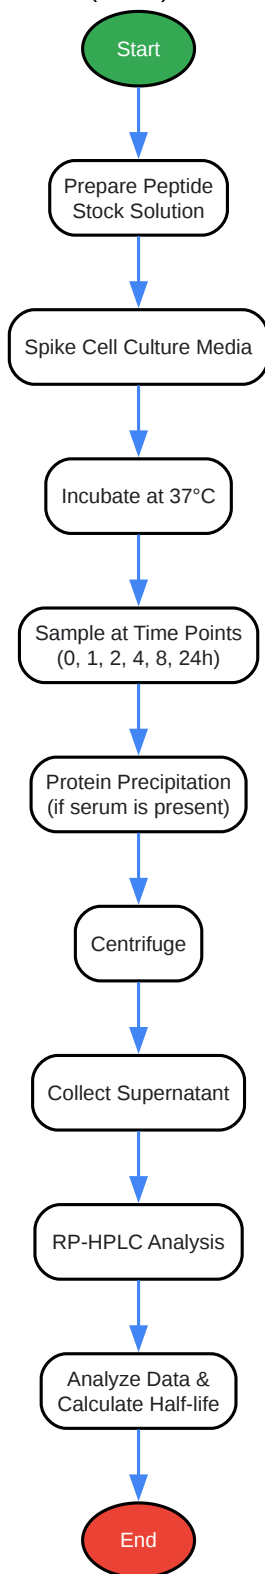 Start
Prepare Peptide
Stock Solution
Spike Cell Culture Media
Incubate at 37°C
Sample at Time Points
(0, 1, 2, 4, 8, 24h)
Protein Precipitation
(if serum is present)
Centrifuge
Collect Supernatant
RP-HPLC Analysis
Analyze Data &
Calculate Half-life
End